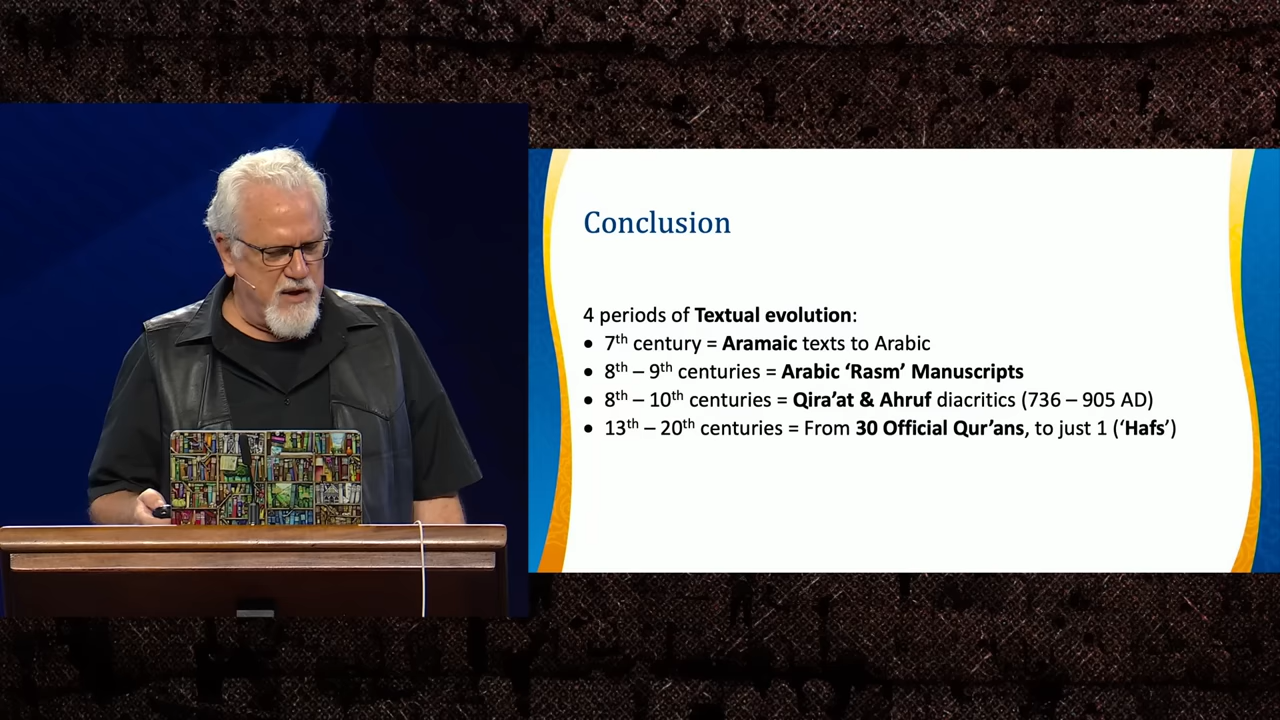 Conclusion
4 periods of Textual evolution:
• 7th century = Aramaic texts to Arabic
• 8th – 9th centuries = Arabic ‘Rasm’ Manuscripts
• 8th – 10th centuries = Qira’at & Ahruf diacritics (736 – 905 AD)
• 13th – 20th centuries = From 30 Official Qur’ans, to just 1 (‘Hafs’)